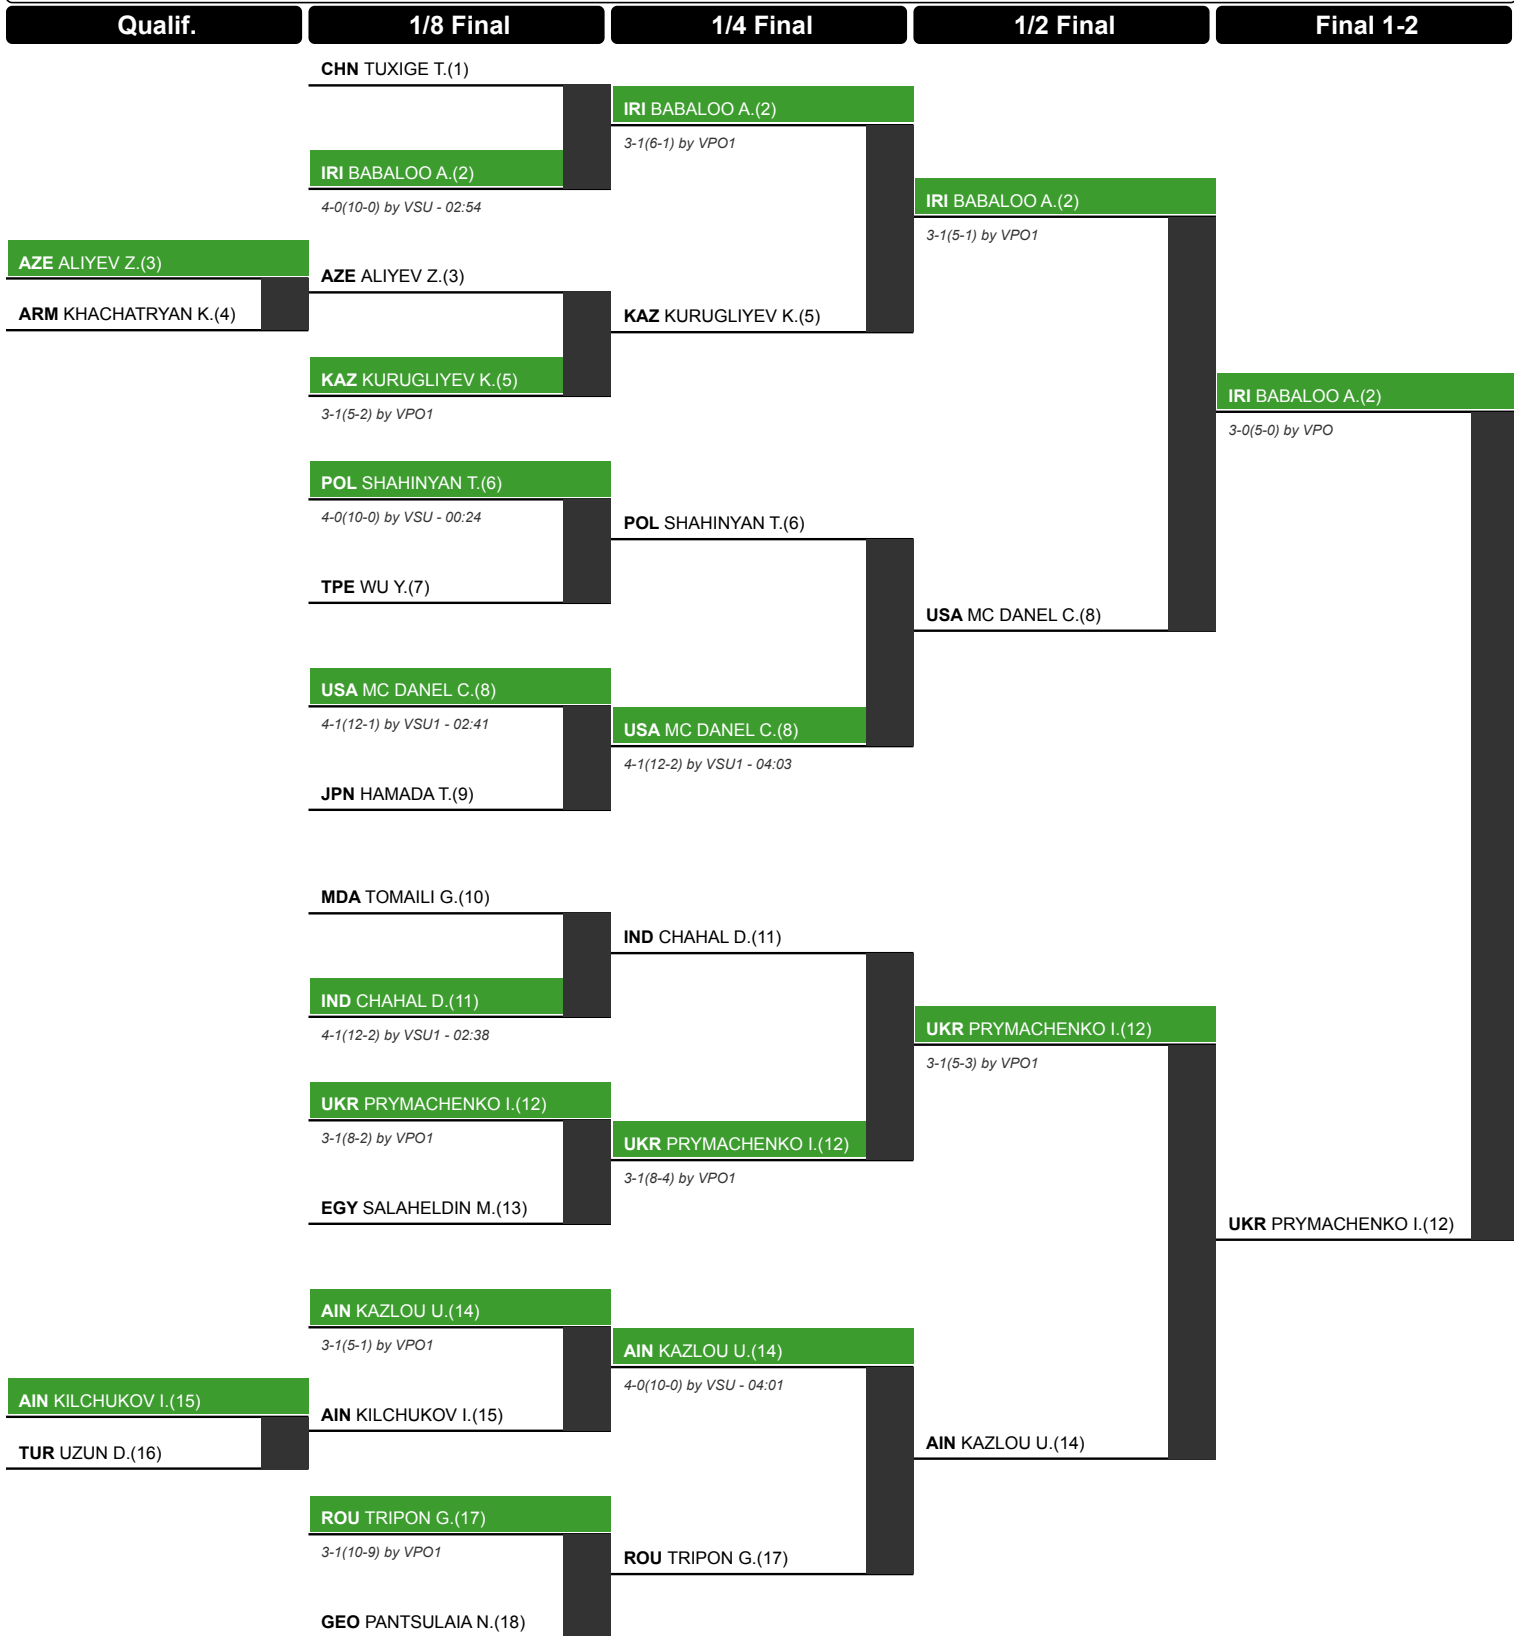 Qualif.
1/8 Final
1/4 Final
1/2 Final
Final 1-2
AZE ALIYEV Z.(3)
ARM KHACHATRYAN K.(4)
AIN KILCHUKOV I.(15)
TUR UZUN D.(16)
CHN TUXIGE T.(1)
IRI BABALOO A.(2)
4-0(10-0) by VSU - 02:54
AZE ALIYEV Z.(3)
KAZ KURUGLIYEV K.(5)
3-1(5-2) by VPO1
POL SHAHINYAN T.(6)
4-0(10-0) by VSU - 00:24
TPE WU Y.(7)
USA MC DANEL C.(8)
4-1(12-1) by VSU1 - 02:41
JPN HAMADA T.(9)
MDA TOMAILI G.(10)
IND CHAHAL D.(11)
4-1(12-2) by VSU1 - 02:38
UKR PRYMACHENKO I.(12)
3-1(8-2) by VPO1
EGY SALAHELDIN M.(13)
AIN KAZLOU U.(14)
3-1(5-1) by VPO1
AIN KILCHUKOV I.(15)
ROU TRIPON G.(17)
3-1(10-9) by VPO1
GEO PANTSULAIA N.(18)
IRI BABALOO A.(2)
3-1(6-1) by VPO1
KAZ KURUGLIYEV K.(5)
POL SHAHINYAN T.(6)
USA MC DANEL C.(8)
4-1(12-2) by VSU1 - 04:03
IND CHAHAL D.(11)
UKR PRYMACHENKO I.(12)
3-1(8-4) by VPO1
AIN KAZLOU U.(14)
4-0(10-0) by VSU - 04:01
ROU TRIPON G.(17)
IRI BABALOO A.(2)
3-1(5-1) by VPO1
USA MC DANEL C.(8)
UKR PRYMACHENKO I.(12)
3-1(5-3) by VPO1
AIN KAZLOU U.(14)
IRI BABALOO A.(2)
3-0(5-0) by VPO
UKR PRYMACHENKO I.(12)